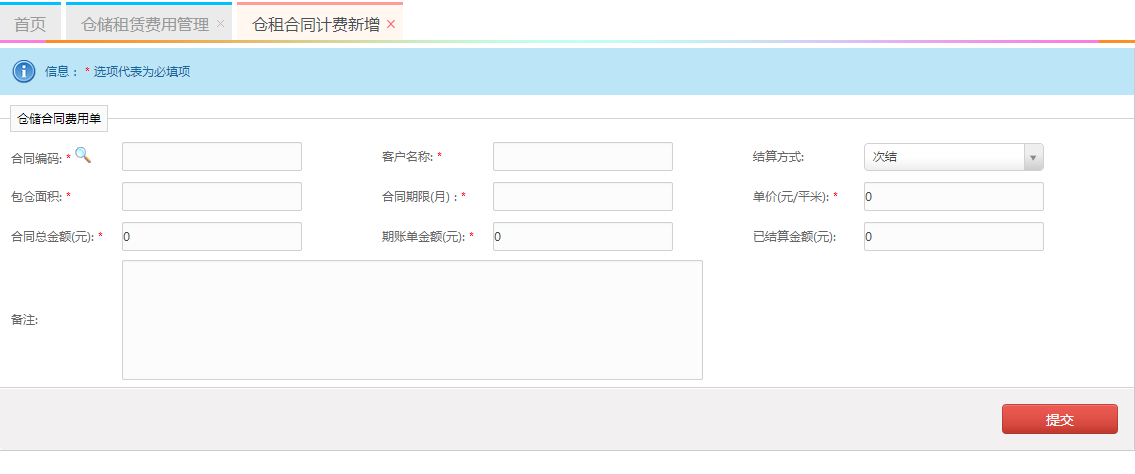 首页 仓储租赁费用管理 × 仓租合同计费新增 ×
信息： * 选项代表为必填项
仓储合同费用单
合同编码: * 客户名称: * 结算方式: 次结
包仓面积: * 合同期限(月)：* 单价(元/平米): * 0
合同总金额(元): * 0 期账单金额(元): * 0 已结算金额(元): 0
备注:
提交